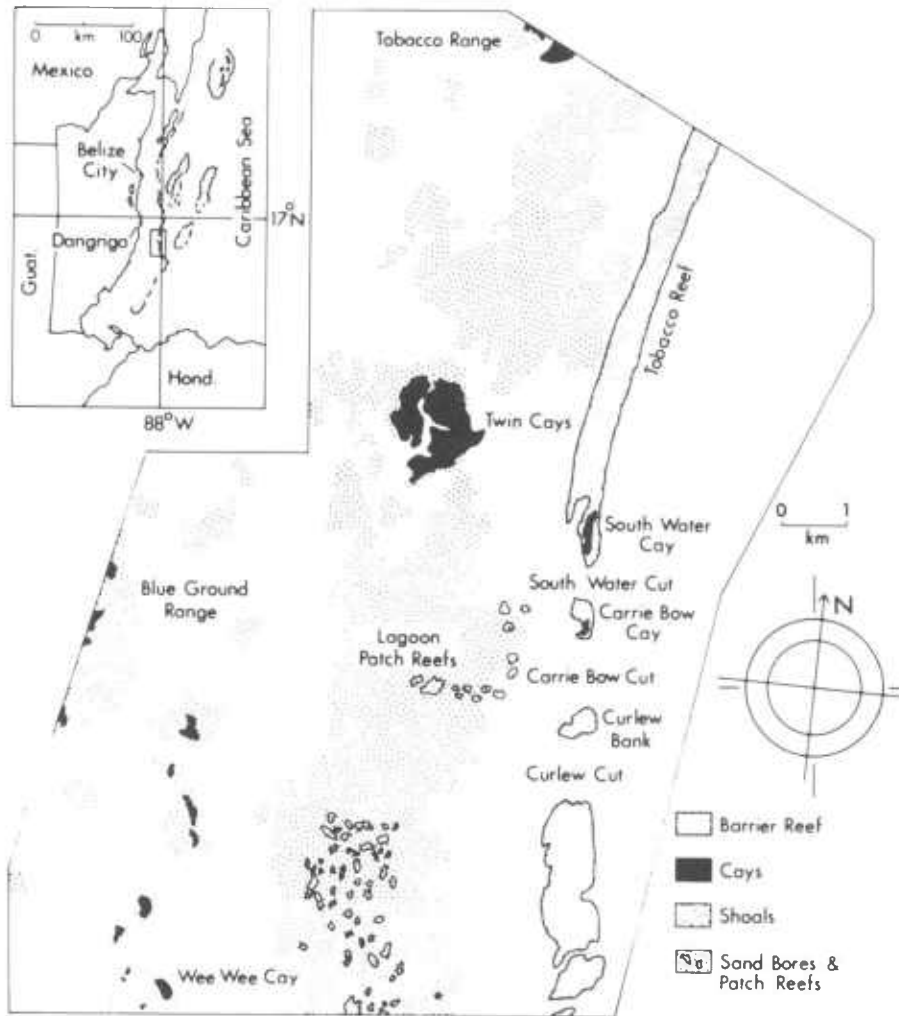 0 km 100
Mexico
Belize
City
Caribbean Sea
17°N
Dangriga
Guat.
Hond.
88°W
Tobacco Range
Tobacco Reef
Twin Cays
South Water
Cay
0 1
km
South Water Cut
Blue Ground
Range
Carrie Bow
Cay
N
Lagoon
Patch Reefs
Carrie Bow Cut
Curlew
Bank
Curlew Cut
Barrier Reef
Cays
Shoals
Sand Bores &
Patch Reefs
Wee Wee Cay